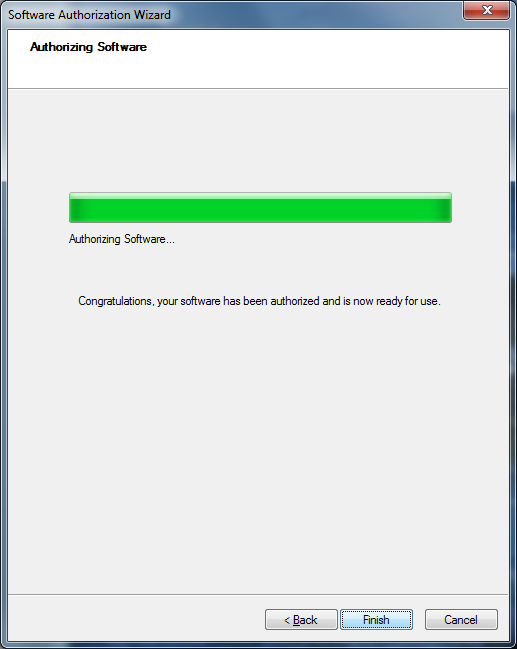 Software Authorization Wizard
Authorizing Software
Authorizing Software...
Congratulations, your software has been authorized and is now ready for use.
< Back
Finish
Cancel